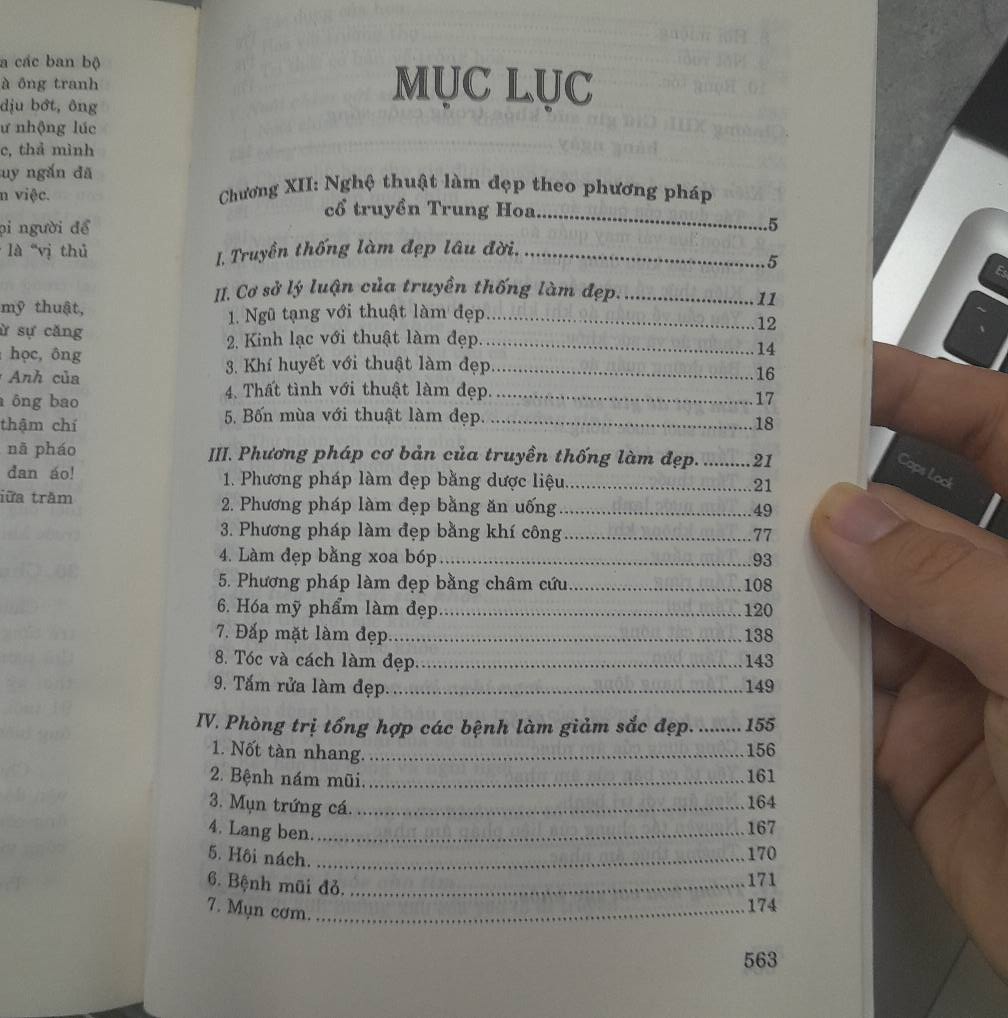 a các ban bộ
à ông tranh
dịu bớt, ông
ư nhộng lúc
c, thả mình
uy ngắn đã
n việc.
ọi người để
là “vị thủ
mỹ thuật,
ừ sự căng
học, ông
Anh của
ông bao
thậm chí
nã pháo
đan áo!
iữa trăm
MỤC LỤC
Chương XII: Nghệ thuật làm đẹp theo phương pháp
cổ truyền Trung Hoa.....5
I. Truyền thống làm đẹp lâu đời. .....5
II. Cơ sở lý luận của truyền thống làm đẹp. .....11
1. Ngũ tạng với thuật làm đẹp.....12
2. Kinh lạc với thuật làm đẹp.....14
3. Khí huyết với thuật làm đẹp.....16
4. Thất tình với thuật làm đẹp. .....17
5. Bốn mùa với thuật làm đẹp. .....18
III. Phương pháp cơ bản của truyền thống làm đẹp. .....21
1. Phương pháp làm đẹp bằng dược liệu.....21
2. Phương pháp làm đẹp bằng ăn uống.....49
3. Phương pháp làm đẹp bằng khí công.....77
4. Làm đẹp bằng xoa bóp.....93
5. Phương pháp làm đẹp bằng châm cứu.....108
6. Hóa mỹ phẩm làm đẹp.....120
7. Đắp mặt làm đẹp.....138
8. Tóc và cách làm đẹp.....143
9. Tắm rửa làm đẹp.....149
IV. Phòng trị tổng hợp các bệnh làm giảm sắc đẹp. .....155
1. Nốt tàn nhang. .....156
2. Bệnh nám mũi.....161
3. Mụn trứng cá. .....164
4. Lang ben.....167
5. Hôi nách. .....170
6. Bệnh mũi đỏ. .....171
7. Mụn cơm. .....174
563
Es
Caps Lock